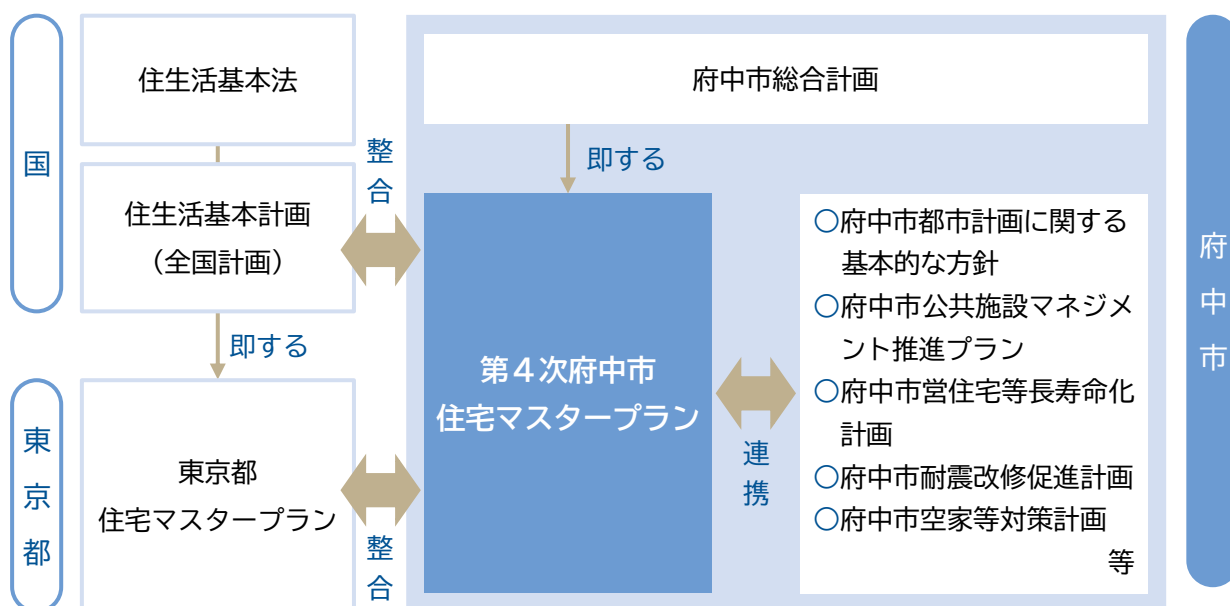 国
住生活基本法
住生活基本計画
（全国計画）
即する
東京都
東京都
住宅マスタープラン
整合
整合
府中市総合計画
即する
第４次府中市
住宅マスタープラン
連携
○府中市都市計画に関する
基本的な方針
○府中市公共施設マネジメ
ント推進プラン
○府中市営住宅等長寿命化
計画
○府中市耐震改修促進計画
○府中市空家等対策計画
等
府中市